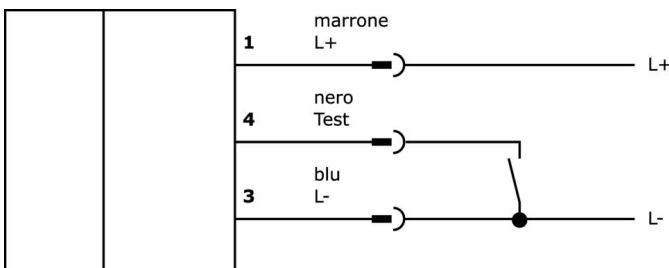 marrone
1 L+
L+
nero
4 Test
blu
3 L-
L-